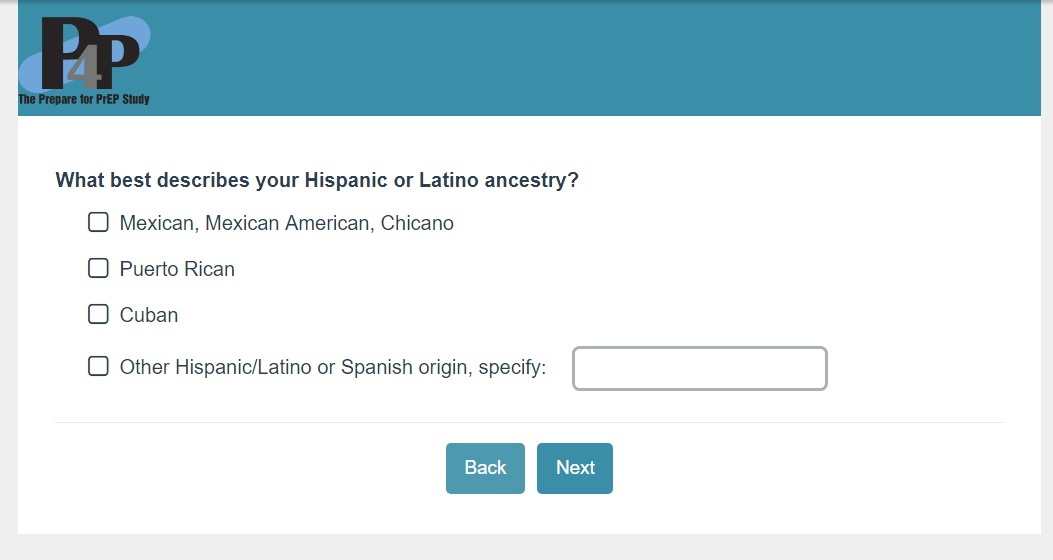 P4P
The Prepare for PrEP Study
What best describes your Hispanic or Latino ancestry?
Mexican, Mexican American, Chicano
Puerto Rican
Cuban
Other Hispanic/Latino or Spanish origin, specify:
Back Next